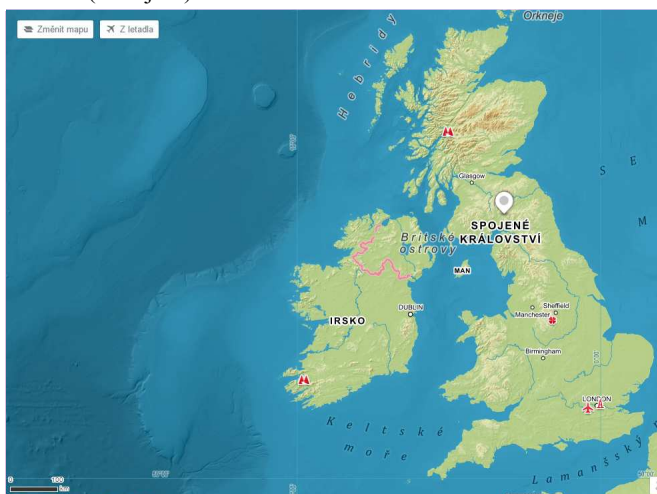 Orkneje
Změnit mapu
Z letadla
Hebridy
Glasgow
SPOJENÉ
KRÁLOVSTVÍ
Britské
ostrovy
MAN
S E
M
DUBLIN
IRSKO
Sheffield
Manchester
Birmingham
LONDON
Keltské
moře
Lamanšský
0 100
km